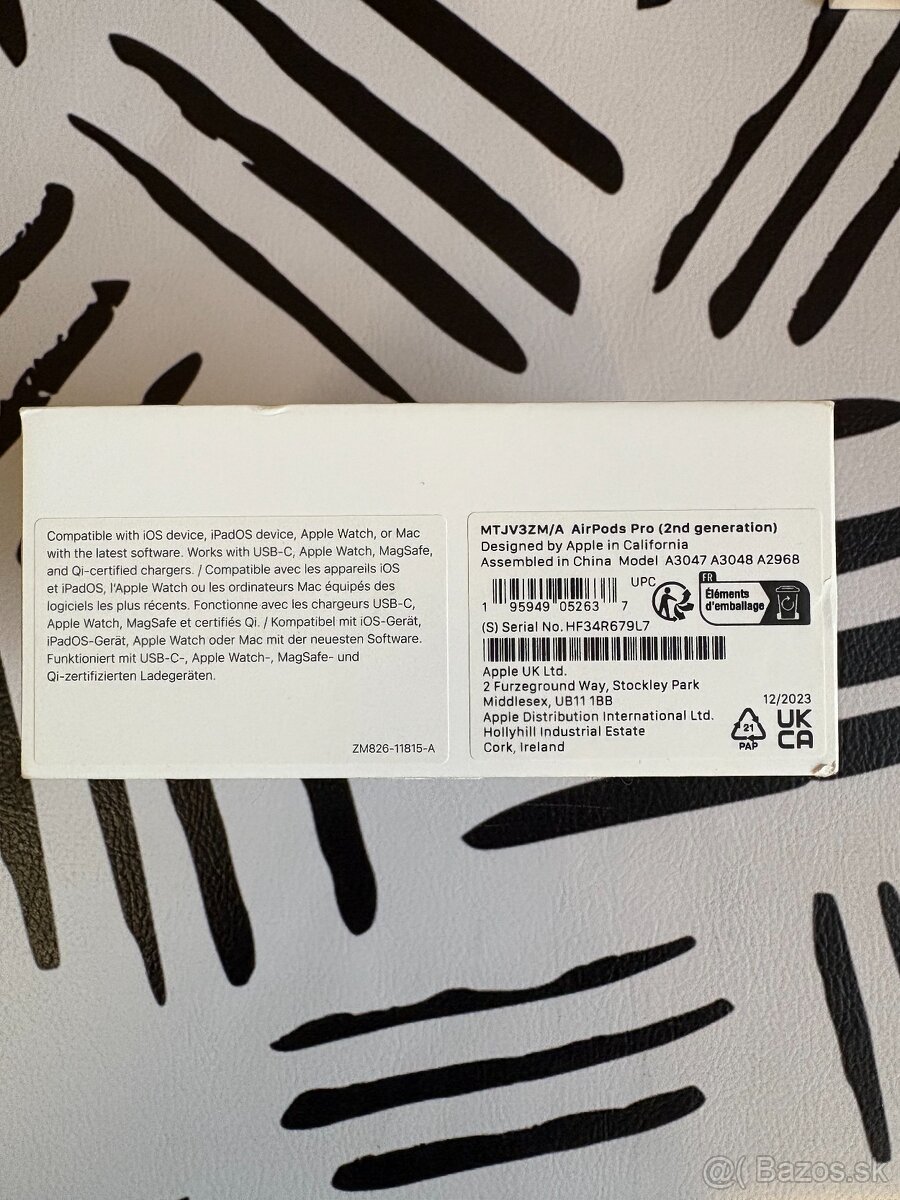 Compatible with iOS device, iPadOS device, Apple Watch, or Mac
with the latest software. Works with USB-C, Apple Watch, MagSafe,
and Qi-certified chargers. / Compatible avec les appareils iOS
et iPadOS, l'Apple Watch ou les ordinateurs Mac équipés des
logiciels les plus récents. Fonctionne avec les chargeurs USB-C,
Apple Watch, MagSafe et certifiés Qi. / Kompatibel mit iOS-Gerät,
iPadOS-Gerät, Apple Watch oder Mac mit der neuesten Software.
Funktioniert mit USB-C-, Apple Watch-, MagSafe- und
Qi-zertifizierten Ladegeräten.
ZM826-11815-A
MTJV3ZM/A AirPods Pro (2nd generation)
Designed by Apple in California
Assembled in China Model A3047 A3048 A2968
UPC
1 95949 05263 7
FR
Éléments
d'emballage
(S) Serial No. HF34R679L7
Apple UK Ltd.
2 Furzeground Way, Stockley Park
Middlesex, UB11 1BB
Apple Distribution International Ltd.
Hollyhill Industrial Estate
Cork, Ireland
12/2023
21
PAP
UK
CA
@( Bazos.sk